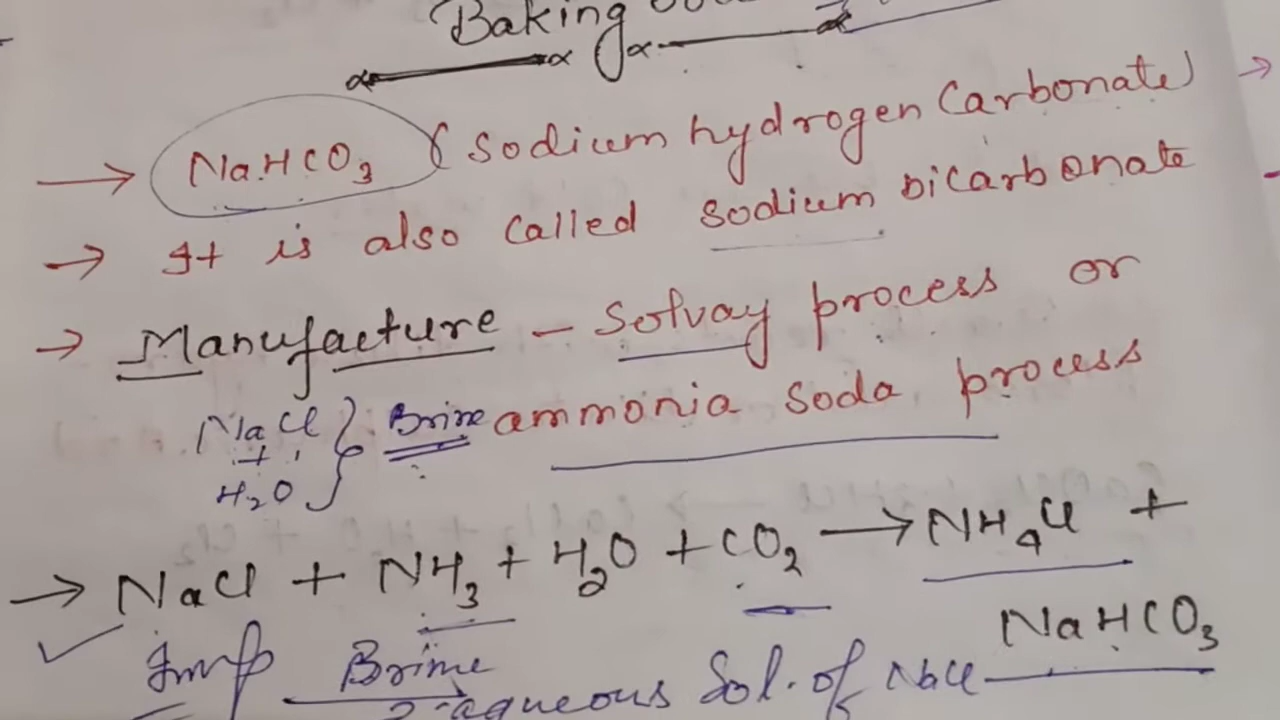 Baking
→ NaHCO₃ (Sodium hydrogen Carbonate)
→ It is also called sodium bicarbonate
→ Manufacture – Solvay process or
ammonia soda process
NaCl + H₂O } Brine
→ NaCl + NH₃ + H₂O + CO₂ → NH₄Cl +
NaHCO₃
Imp Brine → aqueous Sol. of NaCl